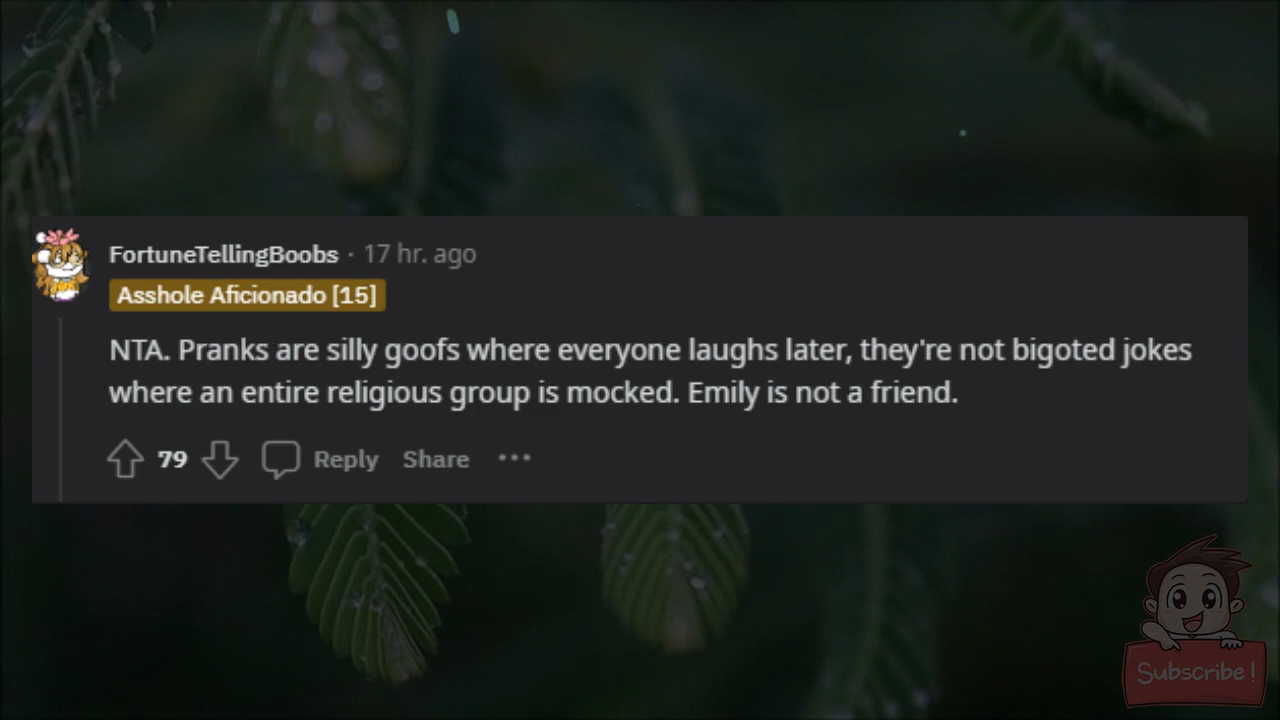 FortuneTellingBoobs · 17 hr. ago
Asshole Aficionado [15]
NTA. Pranks are silly goofs where everyone laughs later, they're not bigoted jokes
where an entire religious group is mocked. Emily is not a friend.
79 Reply Share ···
Subscribe!